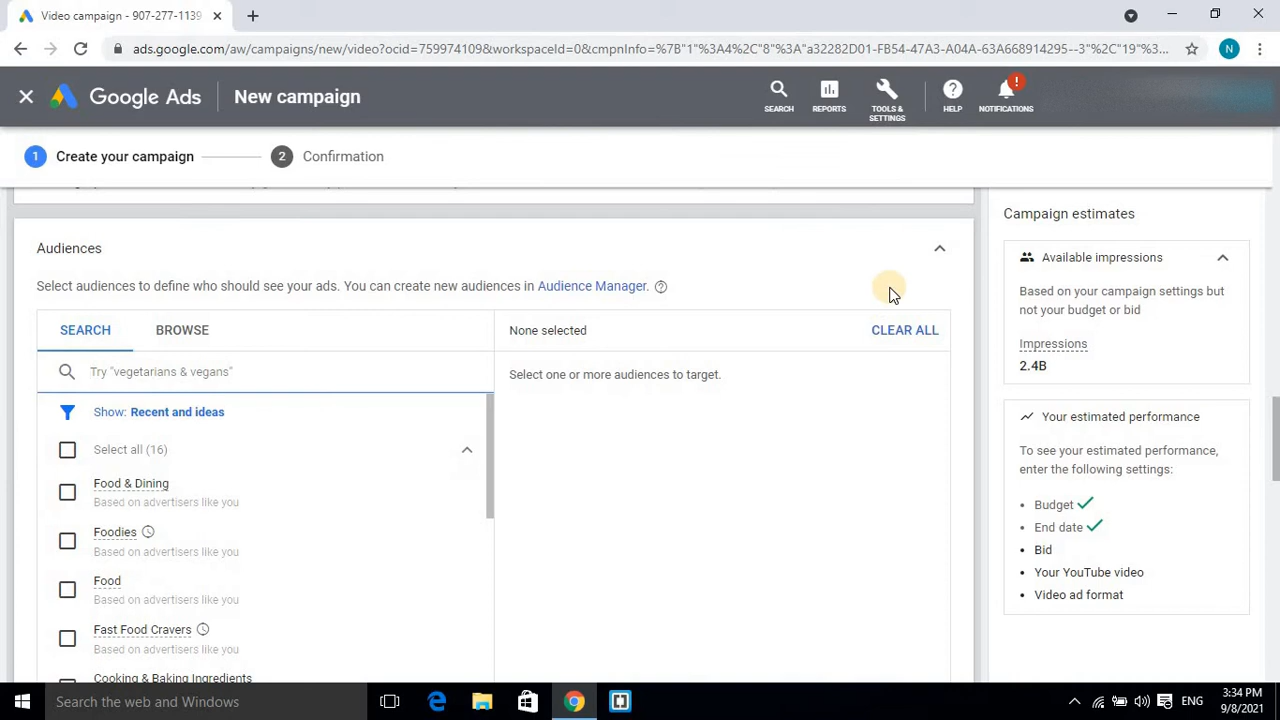 Video campaign - 907-277-1139
ads.google.com/aw/campaigns/new/video?ocid=759974109&workspaceId=0&cmpnInfo=%7B"1"%3A4%2C"8"%3A"a32282D01-FB54-47A3-A04A-63A668914295--3"%2C"19"%3...
N
Google Ads
New campaign
SEARCH
REPORTS
TOOLS & SETTINGS
HELP
!
NOTIFICATIONS
1 Create your campaign
2 Confirmation
Audiences
Select audiences to define who should see your ads. You can create new audiences in Audience Manager.
SEARCH
BROWSE
None selected
CLEAR ALL
Try "vegetarians & vegans"
Select one or more audiences to target.
Show: Recent and ideas
Select all (16)
Food & Dining
Based on advertisers like you
Foodies
Based on advertisers like you
Food
Based on advertisers like you
Fast Food Cravers
Based on advertisers like you
Cooking & Baking Ingredients
Campaign estimates
Available impressions
Based on your campaign settings but
not your budget or bid
Impressions
2.4B
Your estimated performance
To see your estimated performance,
enter the following settings:
• Budget
• End date
• Bid
• Your YouTube video
• Video ad format
Search the web and Windows
ENG
3:34 PM
9/8/2021